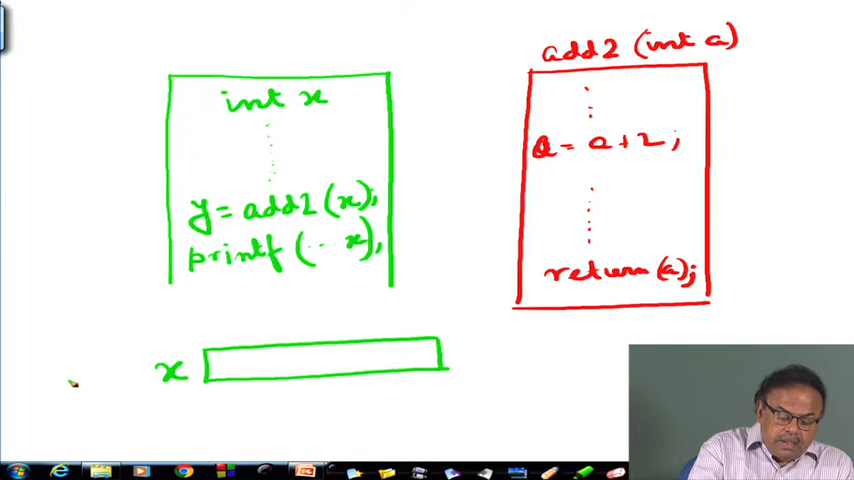 int x
y = add2 (x);
printf (... x);
x
add2 (int a)
a = a + 2 ;
return (a);